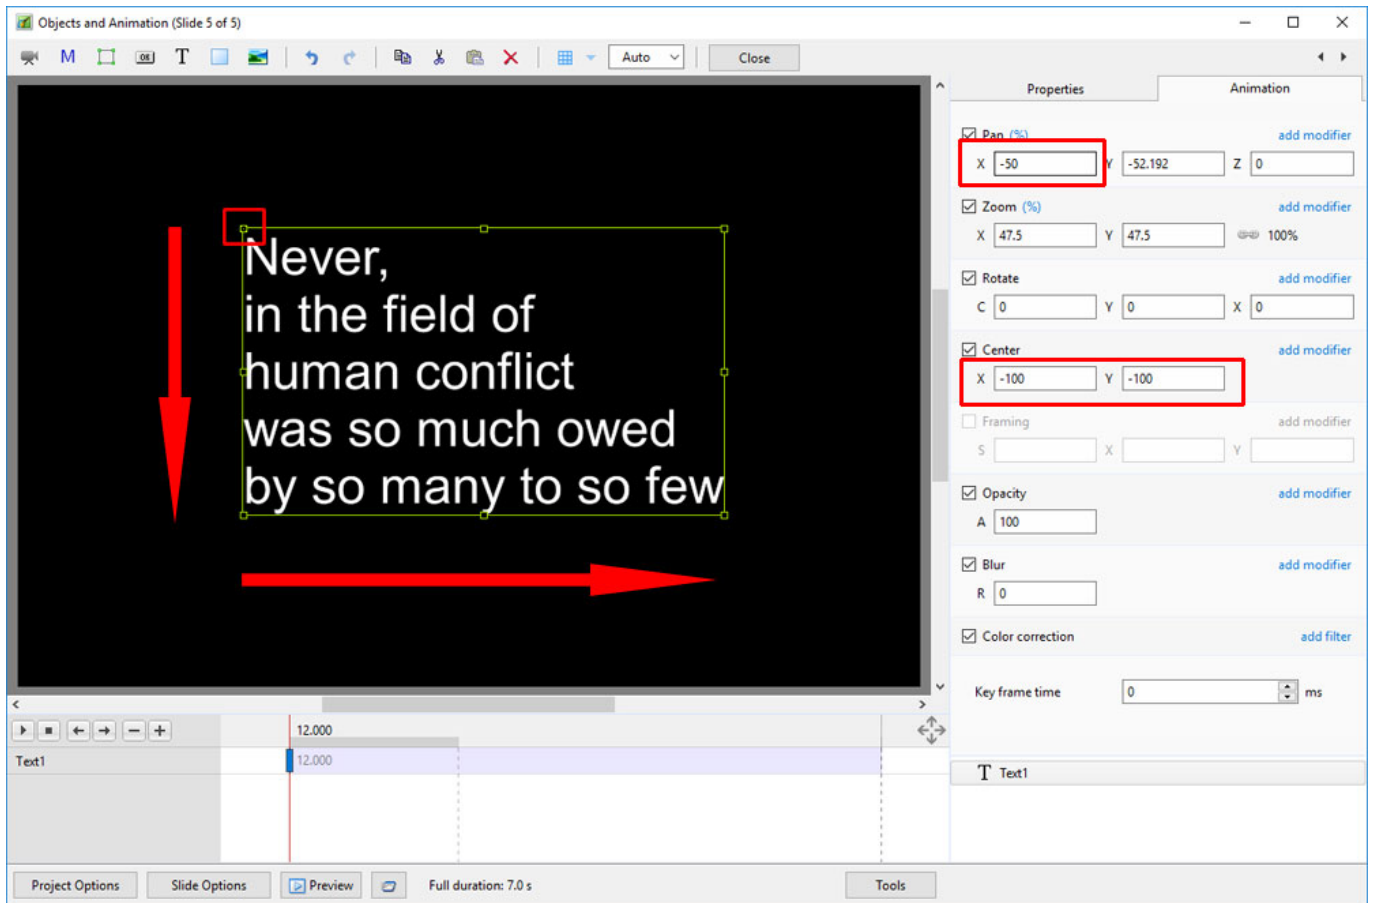 Objects and Animation (Slide 5 of 5)
M OK T Auto Close
Properties Animation
Never,
in the field of
human conflict
was so much owed
by so many to so few
Pan (%) add modifier
X -50 Y -52.192 Z 0
Zoom (%) add modifier
X 47.5 Y 47.5 100%
Rotate add modifier
C 0 Y 0 X 0
Center add modifier
X -100 Y -100
Framing add modifier
S X Y
Opacity add modifier
A 100
Blur add modifier
R 0
Color correction add filter
Key frame time 0 ms
12.000
Text1 12.000
T Text1
Project Options Slide Options Preview Full duration: 7.0 s Tools